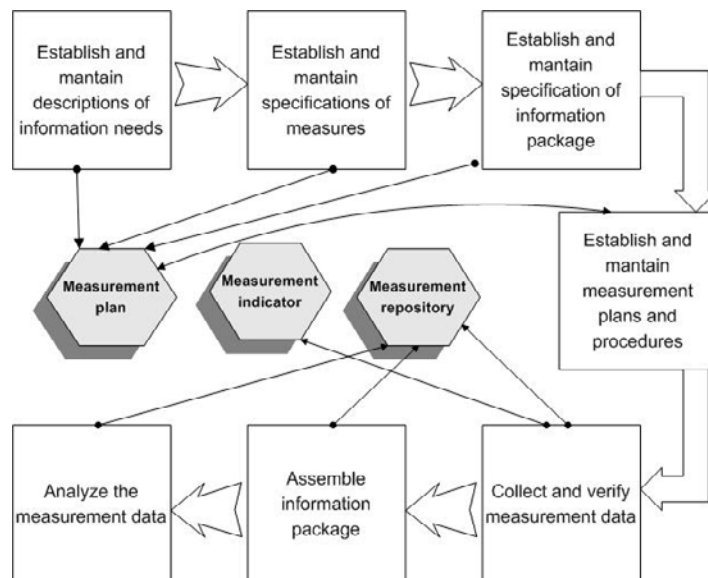 Establish and
mantain
descriptions of
information needs
Establish and
mantain
specifications of
measures
Establish and
mantain
specification of
information
package
Measurement
plan
Measurement
indicator
Measurement
repository
Establish and
mantain
measurement
plans and
procedures
Analyze the
measurement data
Assemble
information
package
Collect and verify
measurement data